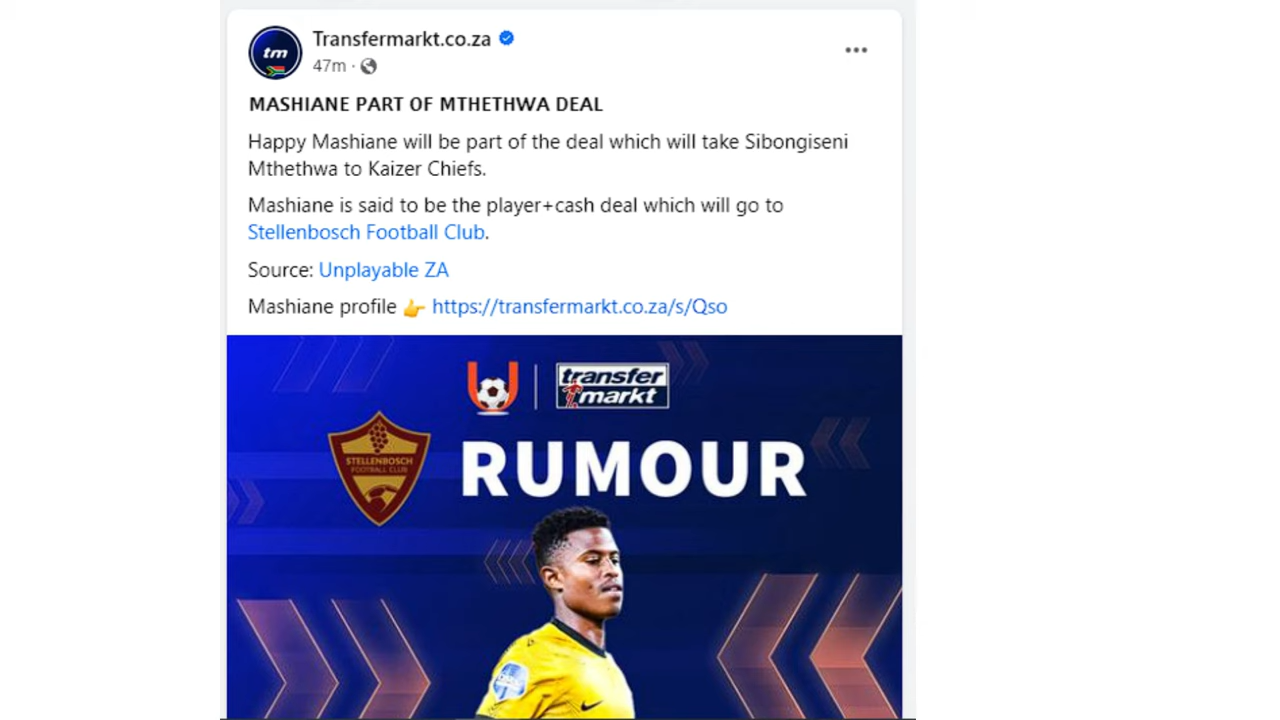 tm
Transfermarkt.co.za
47m ·
MASHIANE PART OF MTHETHWA DEAL
Happy Mashiane will be part of the deal which will take Sibongiseni
Mthethwa to Kaizer Chiefs.
Mashiane is said to be the player+cash deal which will go to
Stellenbosch Football Club.
Source: Unplayable ZA
Mashiane profile 👉 https://transfermarkt.co.za/s/Qso
U
transfer
markt
STELLENBOSCH
FOOTBALL CLUB
RUMOUR